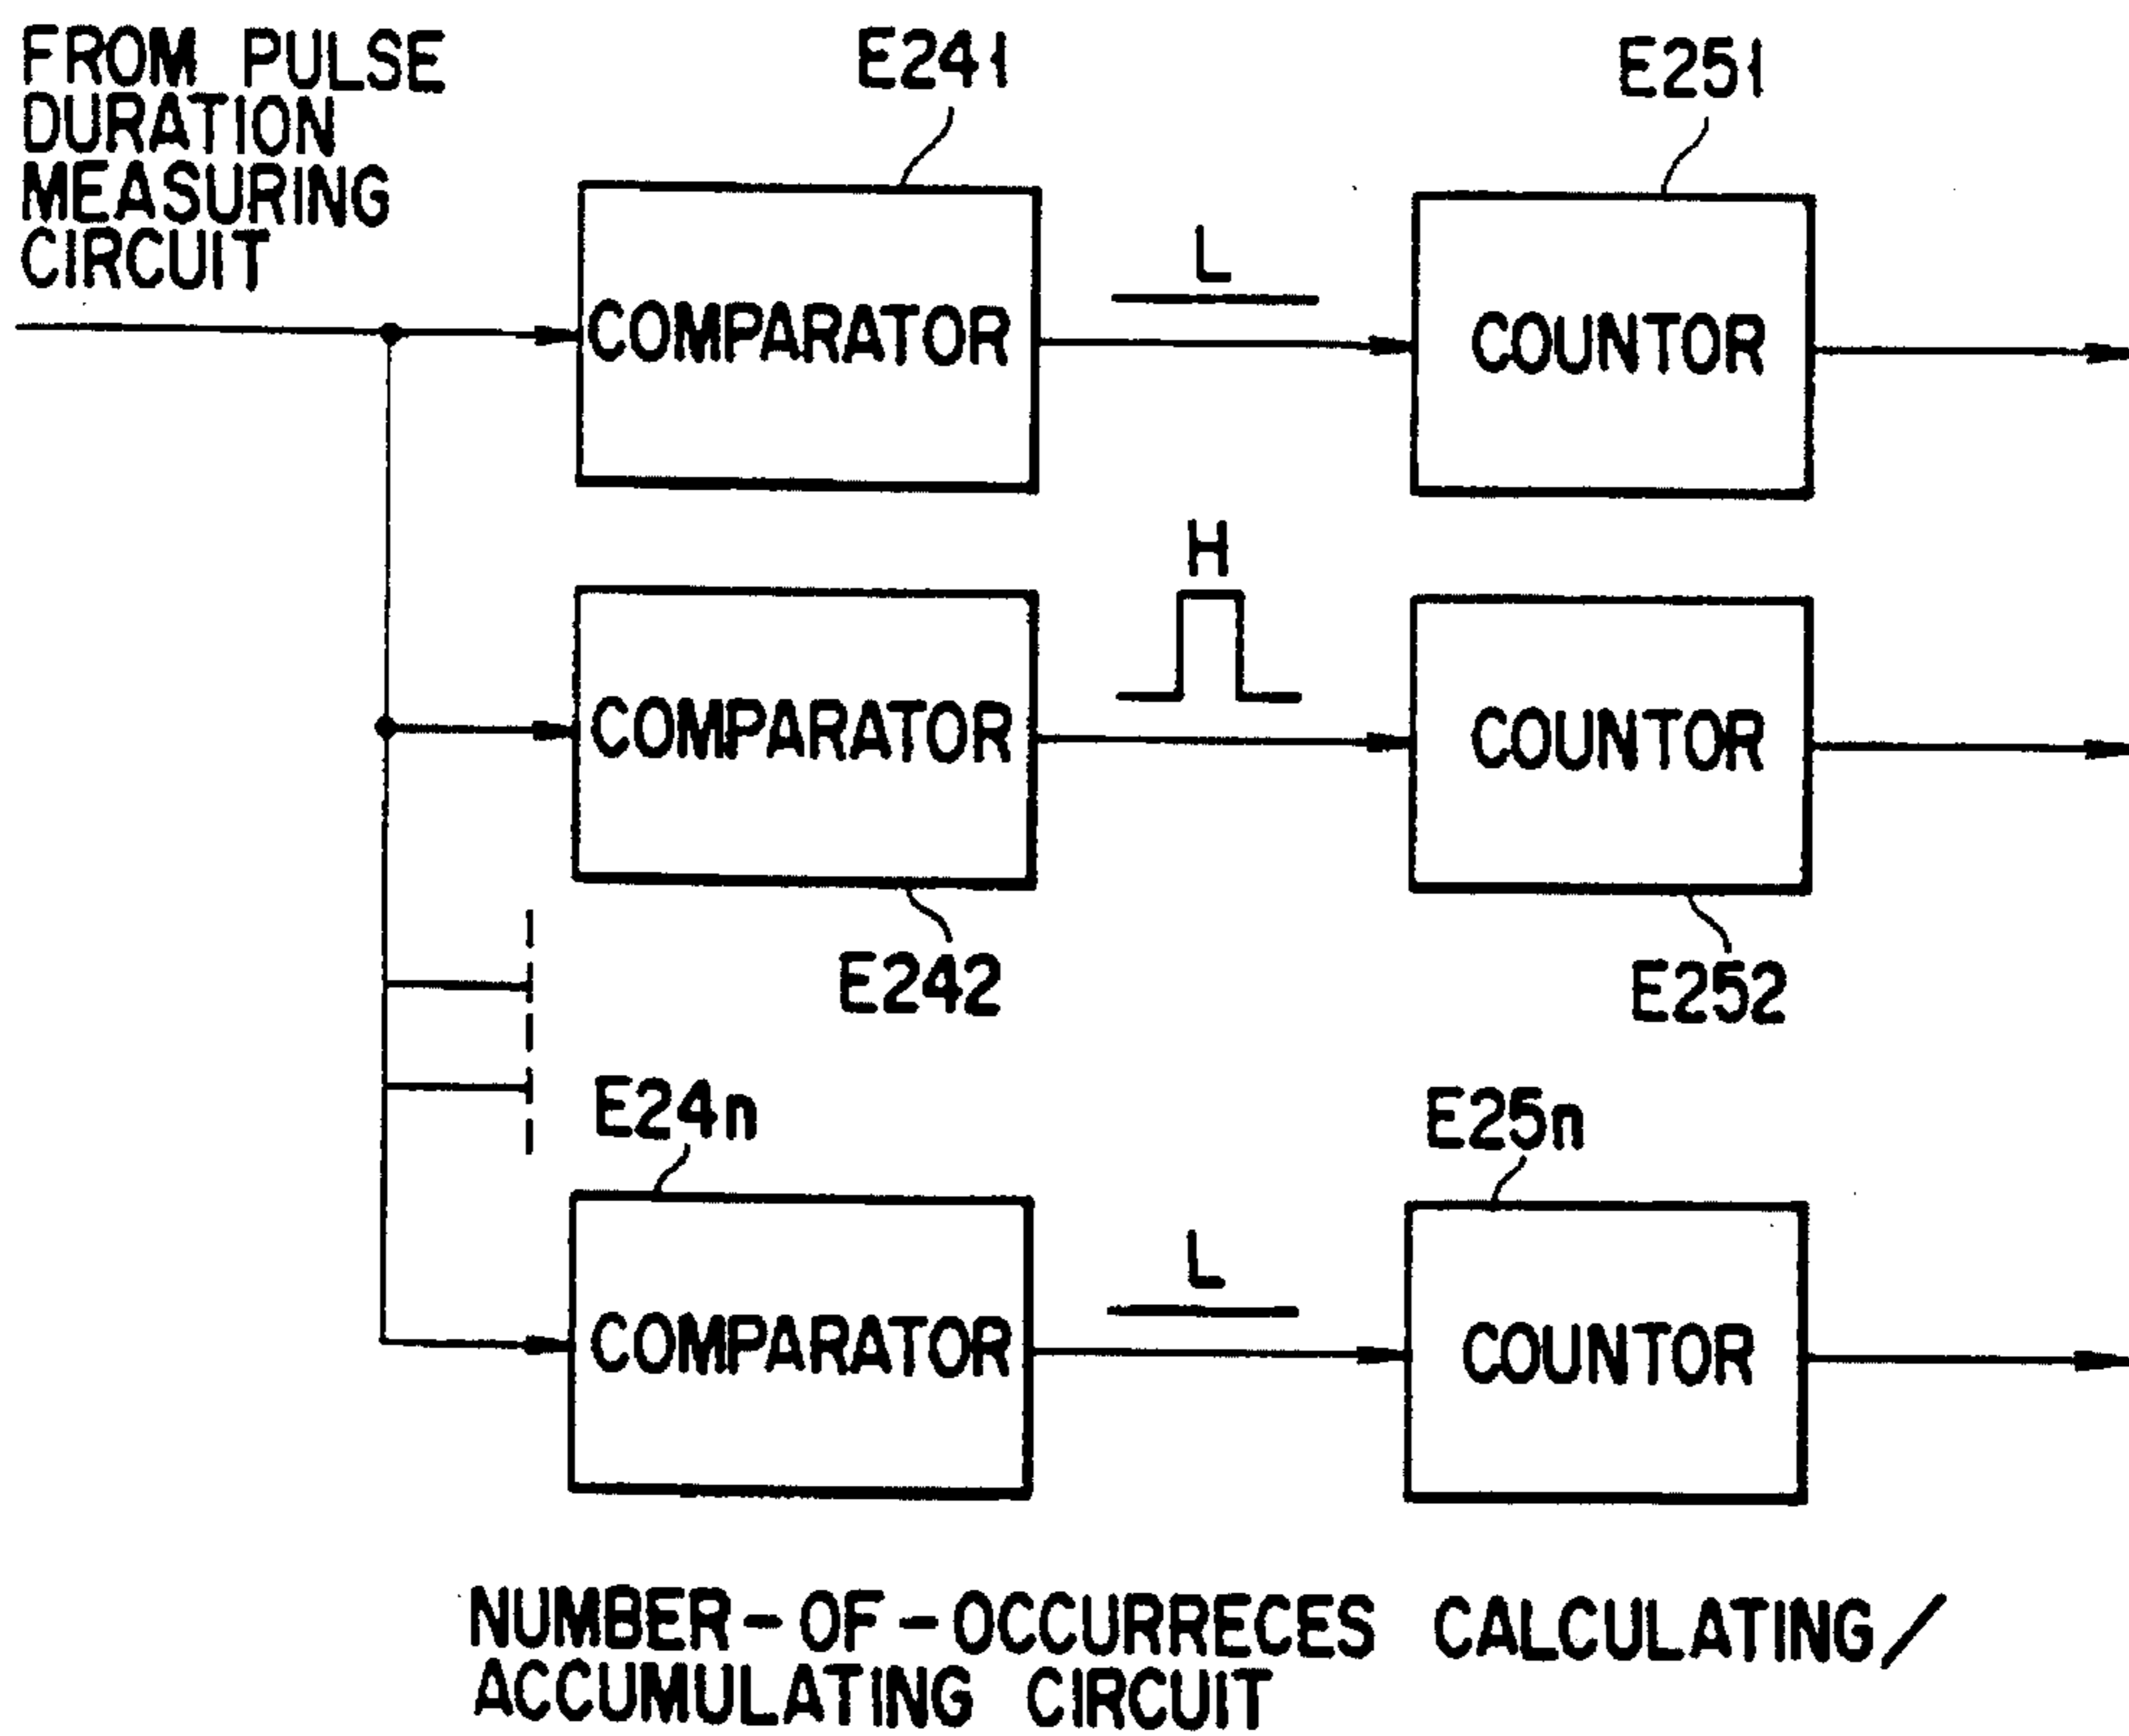 FROM PULSE
DURATION
MEASURING
CIRCUIT
E241
E251
L
COMPARATOR
COUNTOR
H
COMPARATOR
COUNTOR
E242
E252
E24n
E25n
L
COMPARATOR
COUNTOR
NUMBER-OF-OCCURRECES CALCULATING/
ACCUMULATING CIRCUIT